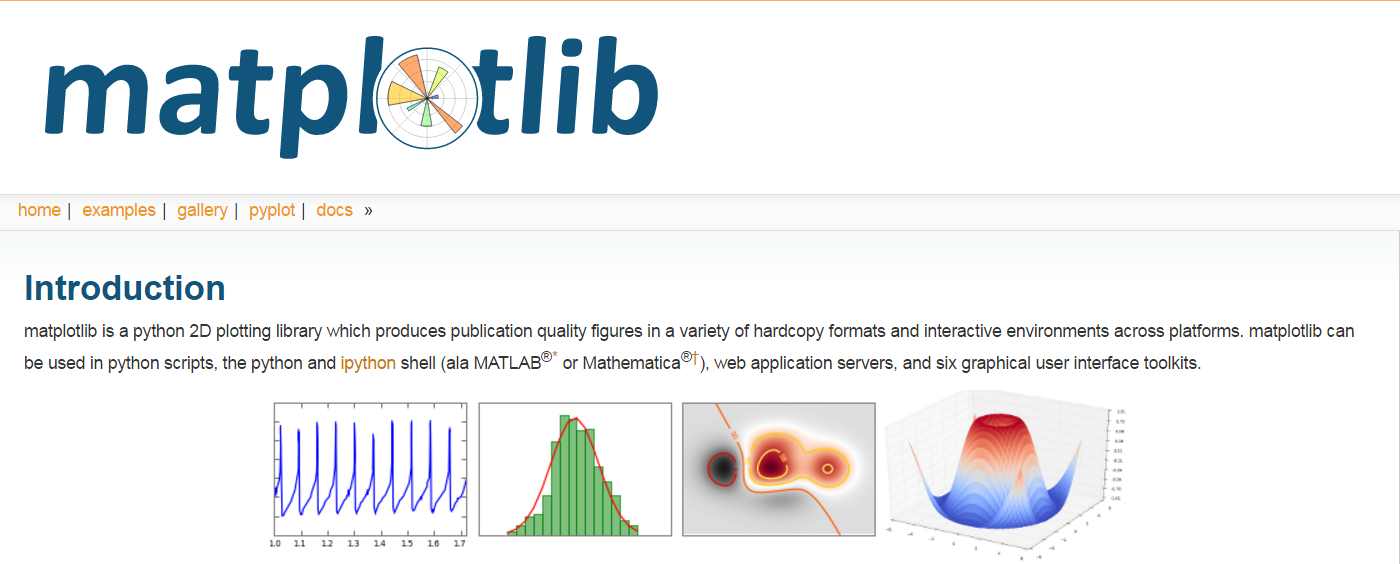 matplotlib
home | examples | gallery | pyplot | docs »
Introduction
matplotlib is a python 2D plotting library which produces publication quality figures in a variety of hardcopy formats and interactive environments across platforms. matplotlib can
be used in python scripts, the python and ipython shell (ala MATLAB®* or Mathematica®†), web application servers, and six graphical user interface toolkits.
1.0 1.1 1.2 1.3 1.4 1.5 1.6 1.7